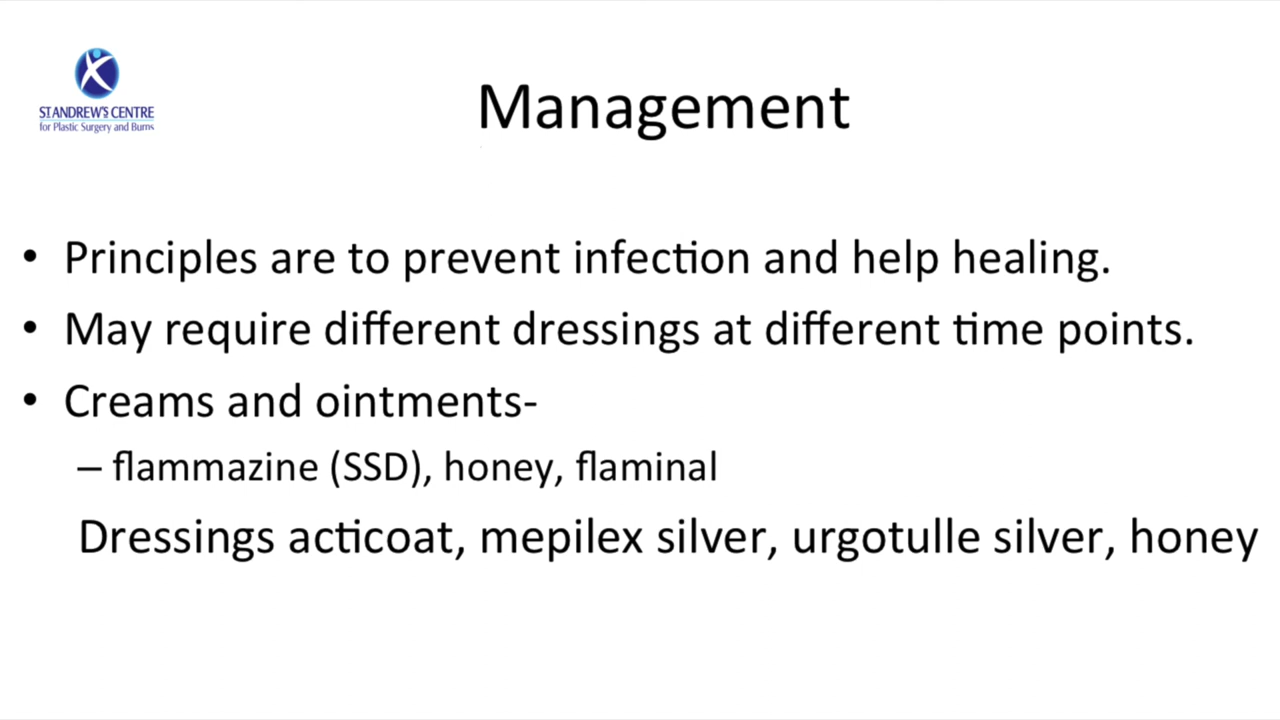 ST ANDREW'S CENTRE
for Plastic Surgery and Burns
Management
• Principles are to prevent infection and help healing.
• May require different dressings at different time points.
• Creams and ointments-
– flammazine (SSD), honey, flaminal
Dressings acticoat, mepilex silver, urgotulle silver, honey